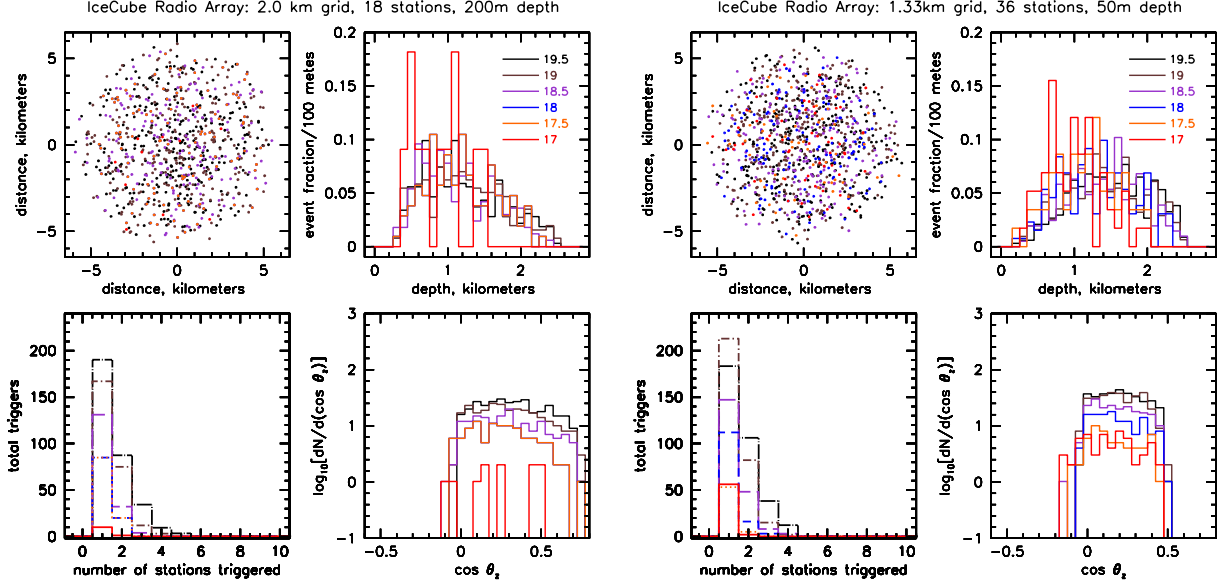 IceCube Radio Array: 2.0 km grid, 18 stations, 200m depth
distance, kilometers
5
0
−5
−5 0 5
distance, kilometers
event fraction/100 metes
0.2
0.15
0.1
0.05
0
0 1 2
depth, kilometers
19.5
19
18.5
18
17.5
17
total triggers
200
150
100
50
0
0 2 4 6 8 10
number of stations triggered
log10[dN/d(cos θz)]
3
2
1
0
−1
−0.5 0 0.5
cos θz
IceCube Radio Array: 1.33km grid, 36 stations, 50m depth
distance, kilometers
5
0
−5
−5 0 5
distance, kilometers
event fraction/100 metes
0.2
0.15
0.1
0.05
0
0 1 2
depth, kilometers
19.5
19
18.5
18
17.5
17
total triggers
200
150
100
50
0
0 2 4 6 8 10
number of stations triggered
log10[dN/d(cos θz)]
3
2
1
0
−1
−0.5 0 0.5
cos θz